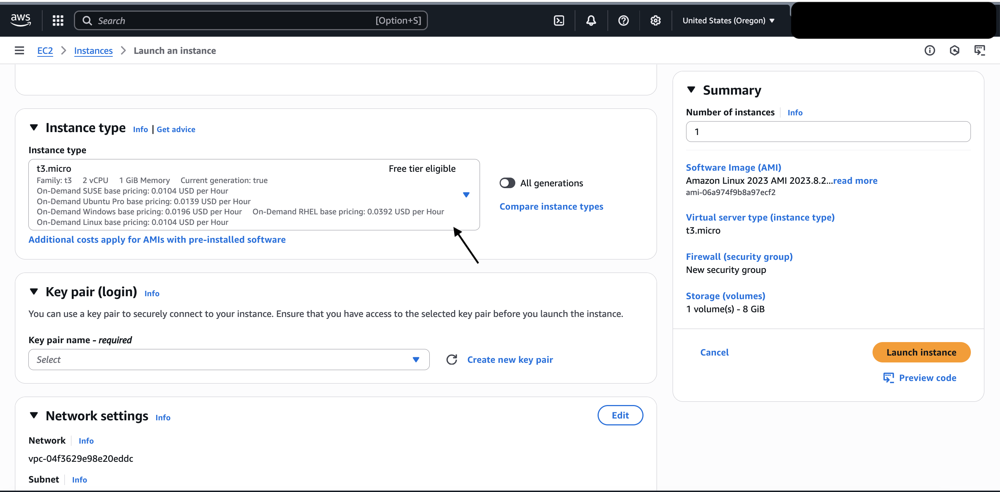 aws
Search [Option+S]
United States (Oregon)
EC2 > Instances > Launch an instance
Instance type Info | Get advice
Instance type
t3.micro Free tier eligible
Family: t3 2 vCPU 1 GiB Memory Current generation: true
On-Demand SUSE base pricing: 0.0104 USD per Hour
On-Demand Ubuntu Pro base pricing: 0.0139 USD per Hour
On-Demand Windows base pricing: 0.0196 USD per Hour On-Demand RHEL base pricing: 0.0392 USD per Hour
On-Demand Linux base pricing: 0.0104 USD per Hour
All generations
Compare instance types
Additional costs apply for AMIs with pre-installed software
Key pair (login) Info
You can use a key pair to securely connect to your instance. Ensure that you have access to the selected key pair before you launch the instance.
Key pair name - required
Select
Create new key pair
Network settings Info
Edit
Network Info
vpc-04f3629e98e20eddc
Subnet Info
Summary
Number of instances Info
1
Software Image (AMI)
Amazon Linux 2023 AMI 2023.8.2...read more
ami-06a974f9b8a97ecf2
Virtual server type (instance type)
t3.micro
Firewall (security group)
New security group
Storage (volumes)
1 volume(s) - 8 GiB
Cancel
Launch instance
Preview code